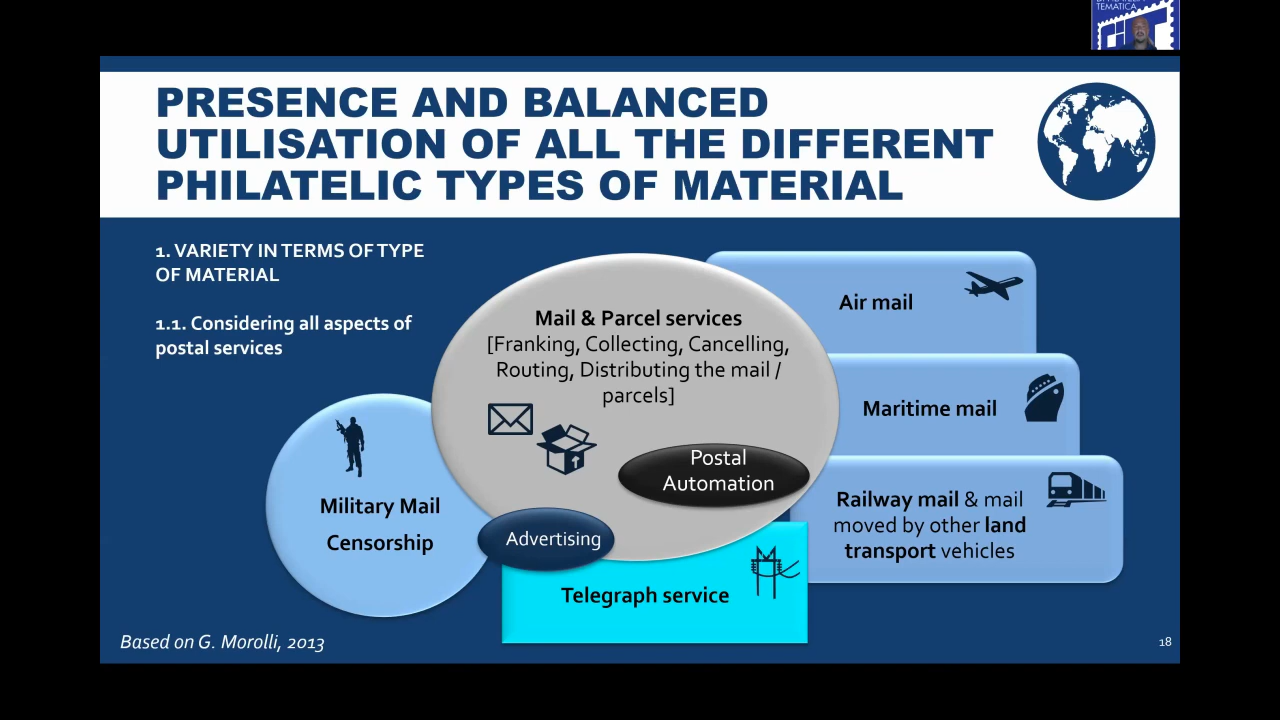 TEMATICA
PRESENCE AND BALANCED
UTILISATION OF ALL THE DIFFERENT
PHILATELIC TYPES OF MATERIAL
1. VARIETY IN TERMS OF TYPE
OF MATERIAL
1.1. Considering all aspects of
postal services
Mail & Parcel services
[Franking, Collecting, Cancelling,
Routing, Distributing the mail /
parcels]
Postal
Automation
Advertising
Military Mail
Censorship
Air mail
Maritime mail
Railway mail & mail
moved by other land
transport vehicles
Telegraph service
Based on G. Morolli, 2013
18